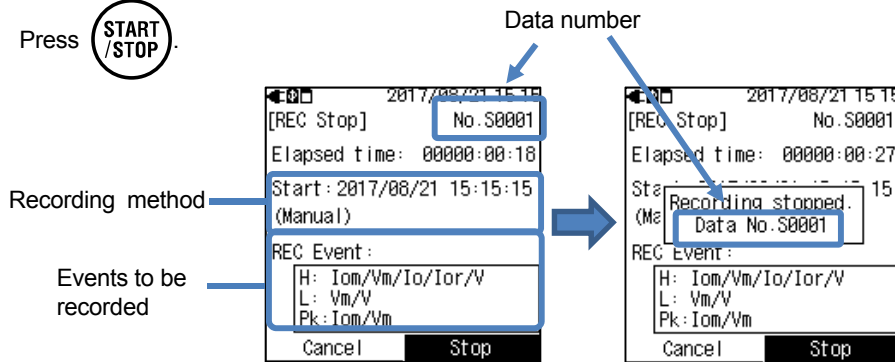 Data number
Press START /STOP.
2017/08/21 15:15
[REC Stop] No.S0001
Elapsed time: 00000:00:18
Recording method
Start:2017/08/21 15:15:15
(Manual)
Events to be
recorded
REC Event:
H: Iom/Vm/Io/Ior/V
L: Vm/V
Pk:Iom/Vm
Cancel Stop
2017/08/21 15:15
[REC Stop] No.S0001
Elapsed time: 00000:00:27
Recording stopped.
Data No.S0001
REC Event:
H: Iom/Vm/Io/Ior/V
L: Vm/V
Pk:Iom/Vm
Cancel Stop